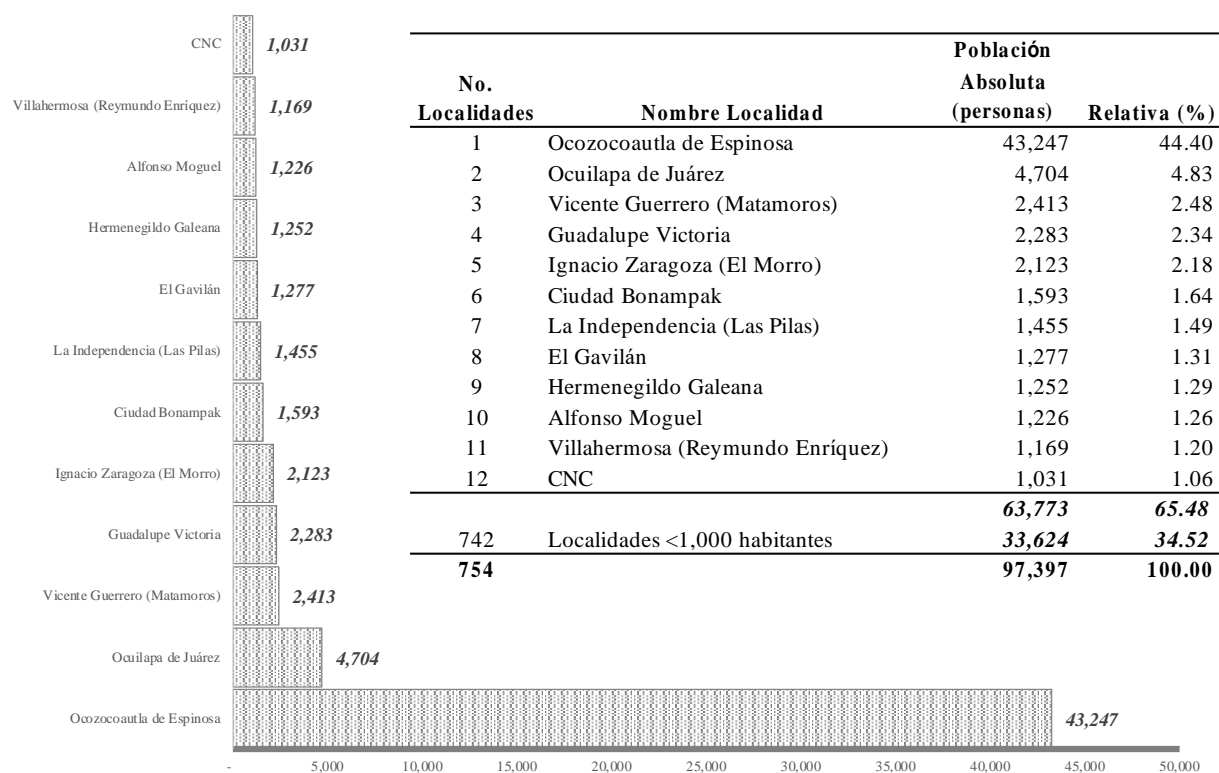 CNC 1,031
Villahermosa (Reymundo Enríquez) 1,169
Alfonso Moguel 1,226
Hermenegildo Galeana 1,252
El Gavilán 1,277
La Independencia (Las Pilas) 1,455
Ciudad Bonampak 1,593
Ignacio Zaragoza (El Morro) 2,123
Guadalupe Victoria 2,283
Vicente Guerrero (Matamoros) 2,413
Ocuilapa de Juárez 4,704
Ocozocoautla de Espinosa 43,247
- 5,000 10,000 15,000 20,000 25,000 30,000 35,000 40,000 45,000 50,000
Población
No. Absoluta
Localidades Nombre Localidad (personas) Relativa (%)
1 Ocozocoautla de Espinosa 43,247 44.40
2 Ocuilapa de Juárez 4,704 4.83
3 Vicente Guerrero (Matamoros) 2,413 2.48
4 Guadalupe Victoria 2,283 2.34
5 Ignacio Zaragoza (El Morro) 2,123 2.18
6 Ciudad Bonampak 1,593 1.64
7 La Independencia (Las Pilas) 1,455 1.49
8 El Gavilán 1,277 1.31
9 Hermenegildo Galeana 1,252 1.29
10 Alfonso Moguel 1,226 1.26
11 Villahermosa (Reymundo Enríquez) 1,169 1.20
12 CNC 1,031 1.06
63,773 65.48
742 Localidades <1,000 habitantes 33,624 34.52
754 97,397 100.00